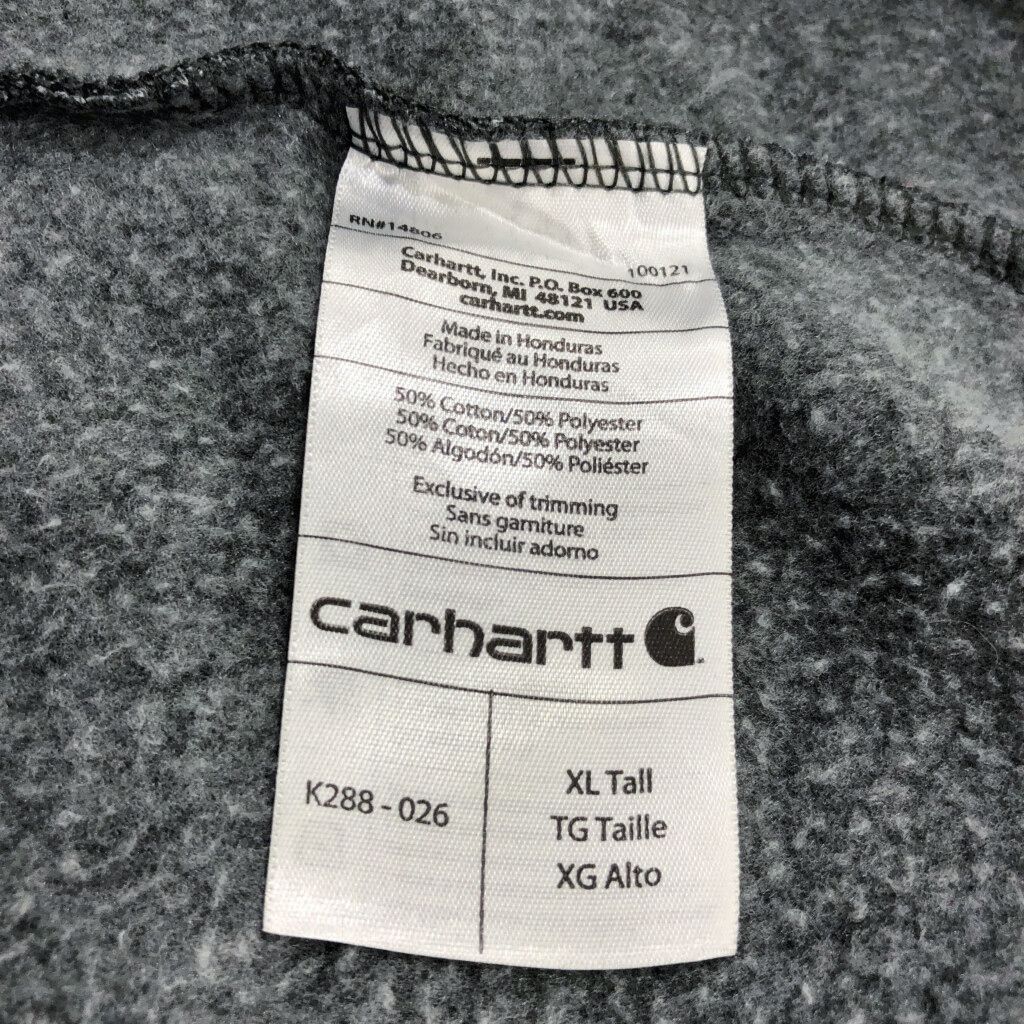 RN#14806
100121
Carhartt, Inc. P.O. Box 600
Dearborn, MI 48121 USA
carhartt.com
Made in Honduras
Fabriqué au Honduras
Hecho en Honduras
50% Cotton/50% Polyester
50% Coton/50% Polyester
50% Algodón/50% Poliéster
Exclusive of trimming
Sans garniture
Sin incluir adorno
carhartt
K288 - 026
XL Tall
TG Taille
XG Alto